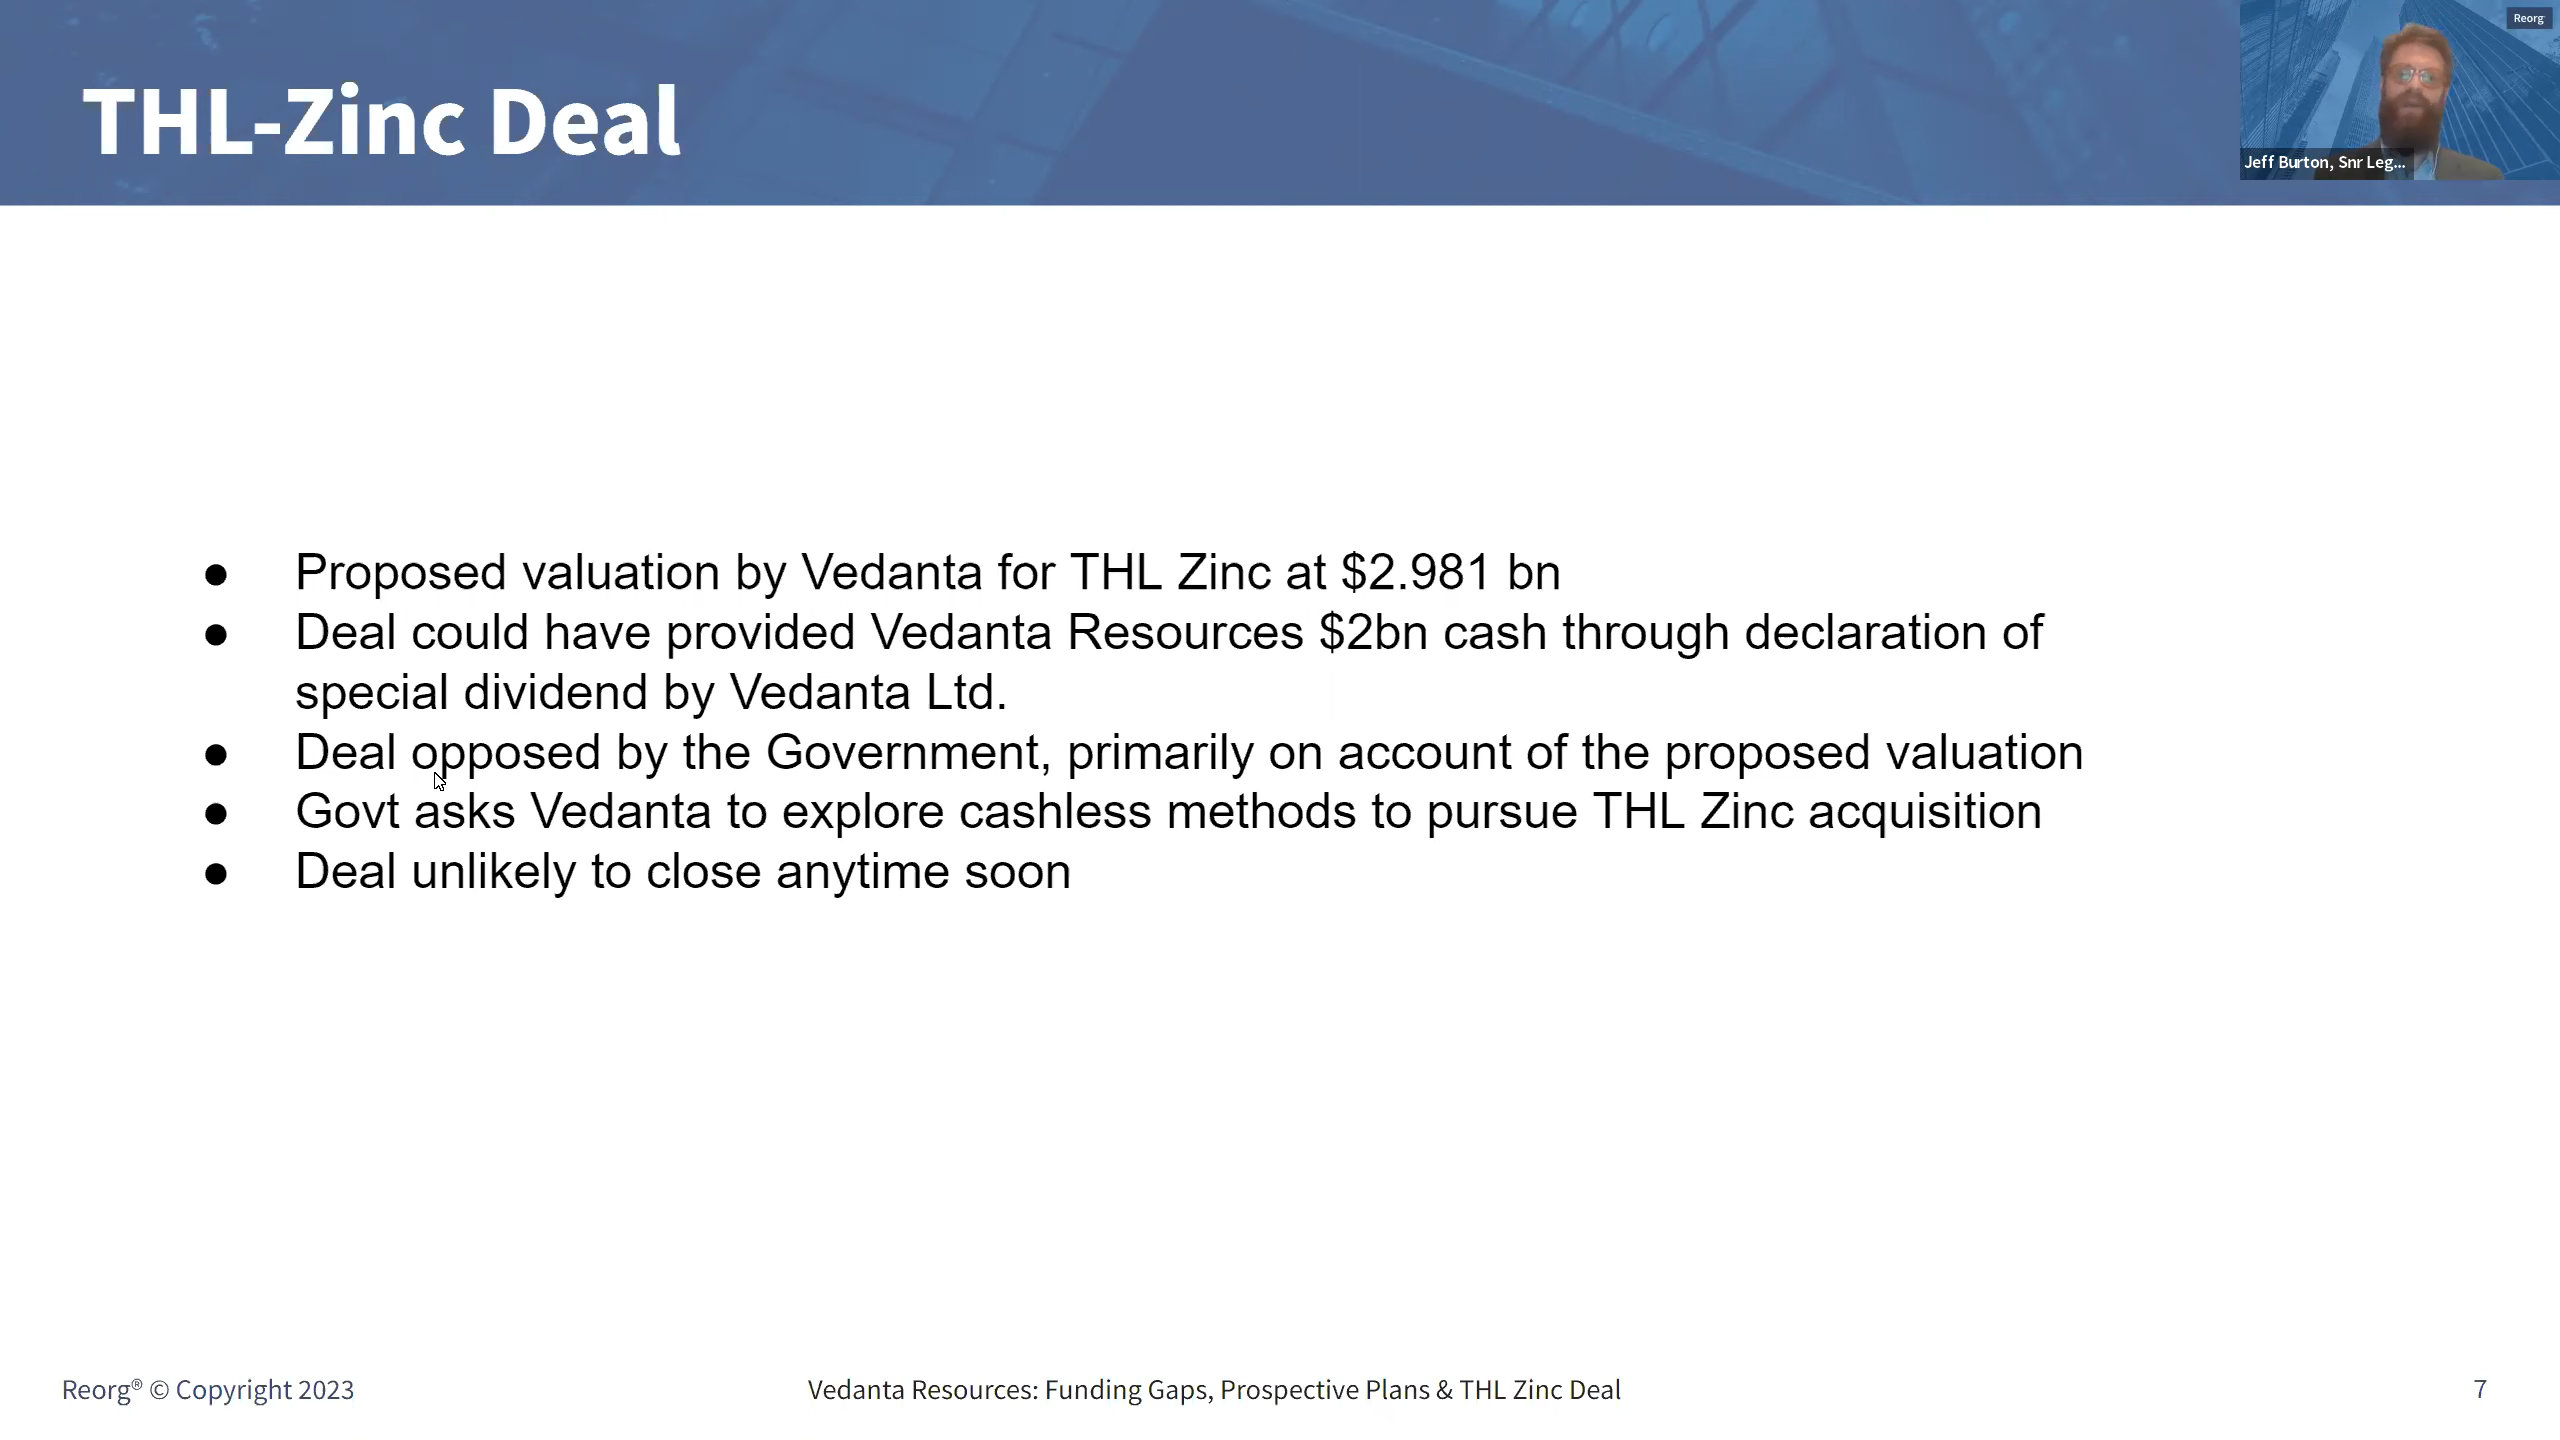 THL-Zinc Deal
Reorg
Jeff Burton, Snr Leg...
● Proposed valuation by Vedanta for THL Zinc at $2.981 bn
● Deal could have provided Vedanta Resources $2bn cash through declaration of
special dividend by Vedanta Ltd.
● Deal opposed by the Government, primarily on account of the proposed valuation
● Govt asks Vedanta to explore cashless methods to pursue THL Zinc acquisition
● Deal unlikely to close anytime soon
Reorg® © Copyright 2023
Vedanta Resources: Funding Gaps, Prospective Plans & THL Zinc Deal
7